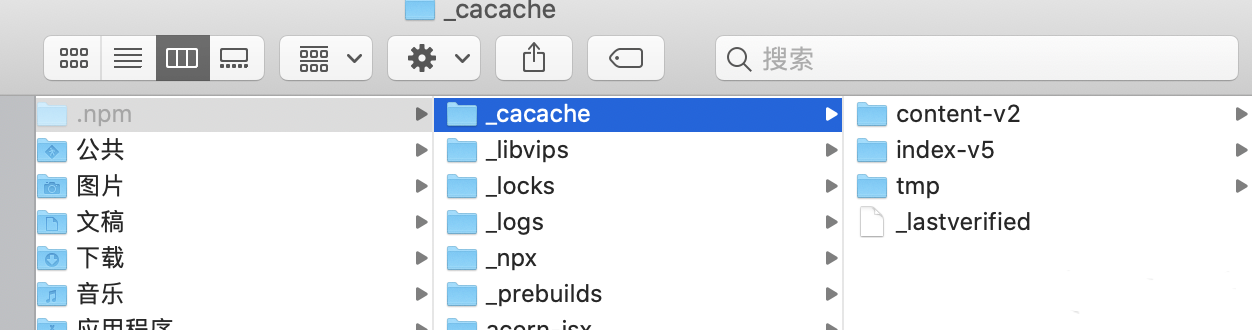 _cacache
搜索
.npm
公共
图片
文稿
下载
音乐
应用程序
_cacache
_libvips
_locks
_logs
_npx
_prebuilds
acorn-jsx
content-v2
index-v5
tmp
_lastverified